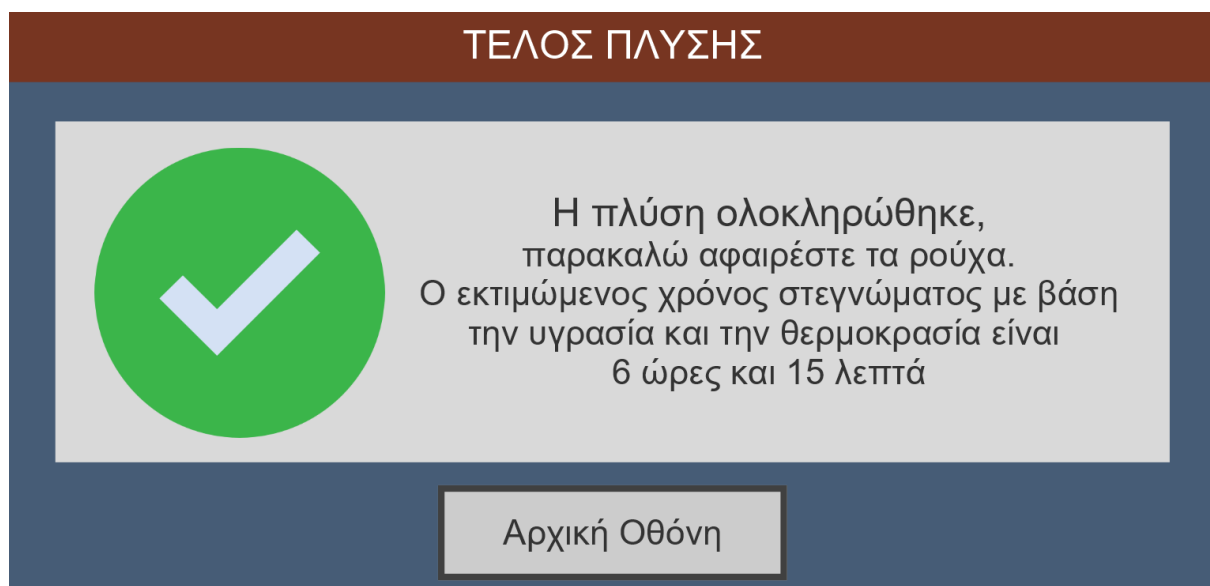 ΤΕΛΟΣ ΠΛΥΣΗΣ
Η πλύση ολοκληρώθηκε,
παρακαλώ αφαιρέστε τα ρούχα.
Ο εκτιμώμενος χρόνος στεγνώματος με βάση
την υγρασία και την θερμοκρασία είναι
6 ώρες και 15 λεπτά
Αρχική Οθόνη